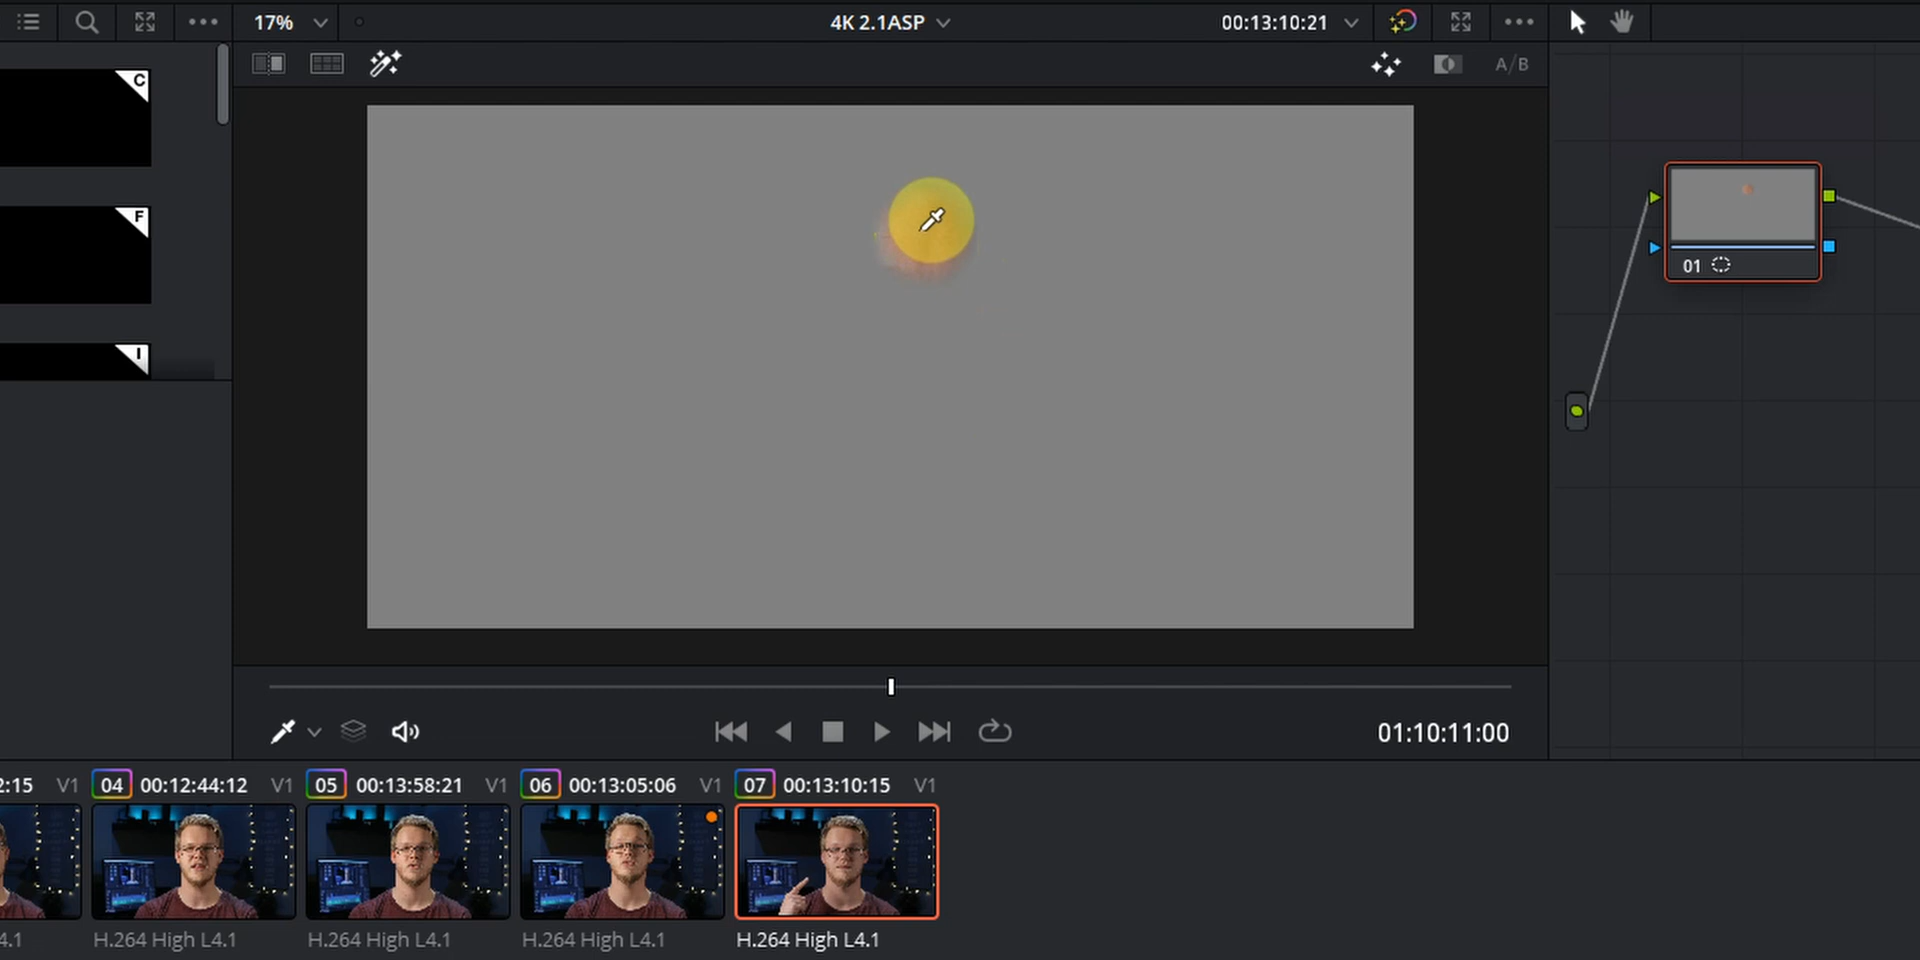 17%
4K 2.1ASP
00:13:10:21
A/B
C
F
I
01
01:10:11:00
2:15 V1
04 00:12:44:12 V1
05 00:13:58:21 V1
06 00:13:05:06 V1
07 00:13:10:15 V1
4.1
H.264 High L4.1
H.264 High L4.1
H.264 High L4.1
H.264 High L4.1